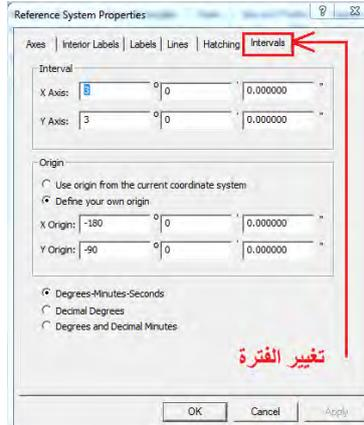 Reference System Properties
Axes Interior Labels Labels Lines Hatching Intervals
Interval
X Axis: 3 ° 0 ' 0.000000 "
Y Axis: 3 ° 0 ' 0.000000 "
Origin
Use origin from the current coordinate system
Define your own origin
X Origin: -180 ° 0 ' 0.000000 "
Y Origin: -90 ° 0 ' 0.000000 "
Degrees-Minutes-Seconds
Decimal Degrees
Degrees and Decimal Minutes
تغيير الفترة
OK Cancel Apply